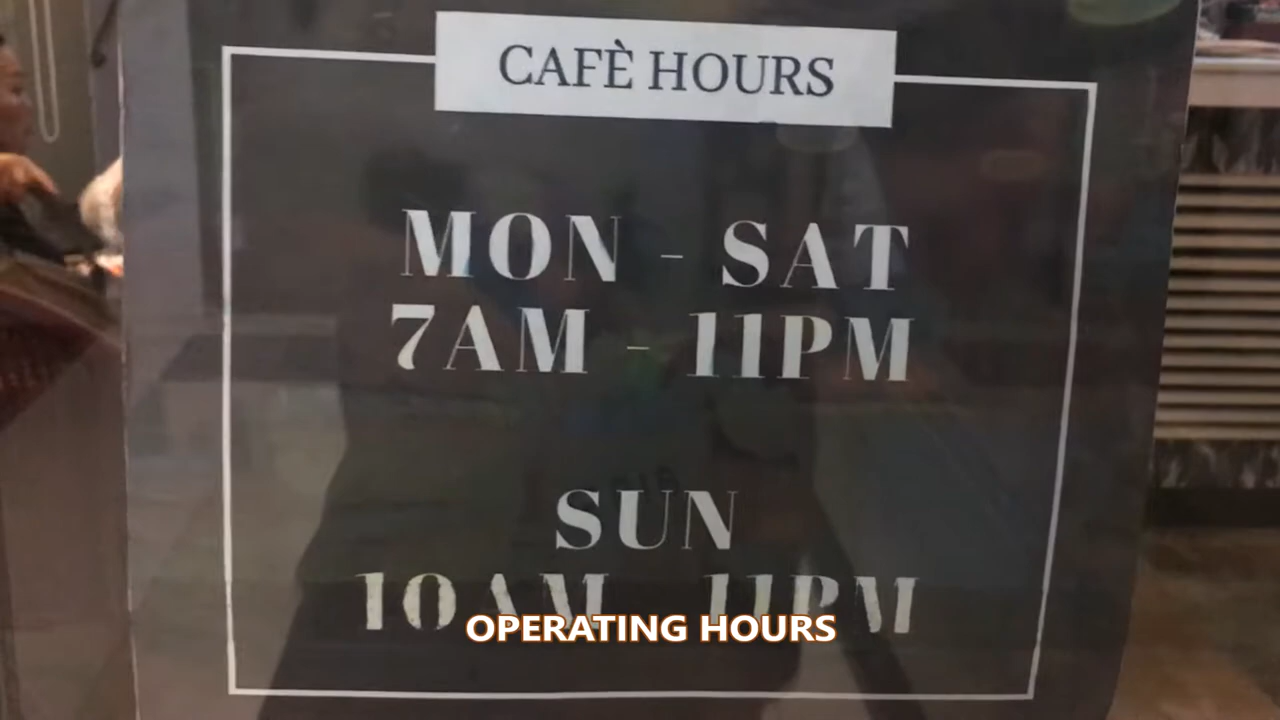 CAFÈ HOURS
MON - SAT
7AM - 11PM
SUN
10AM 11PM
OPERATING HOURS